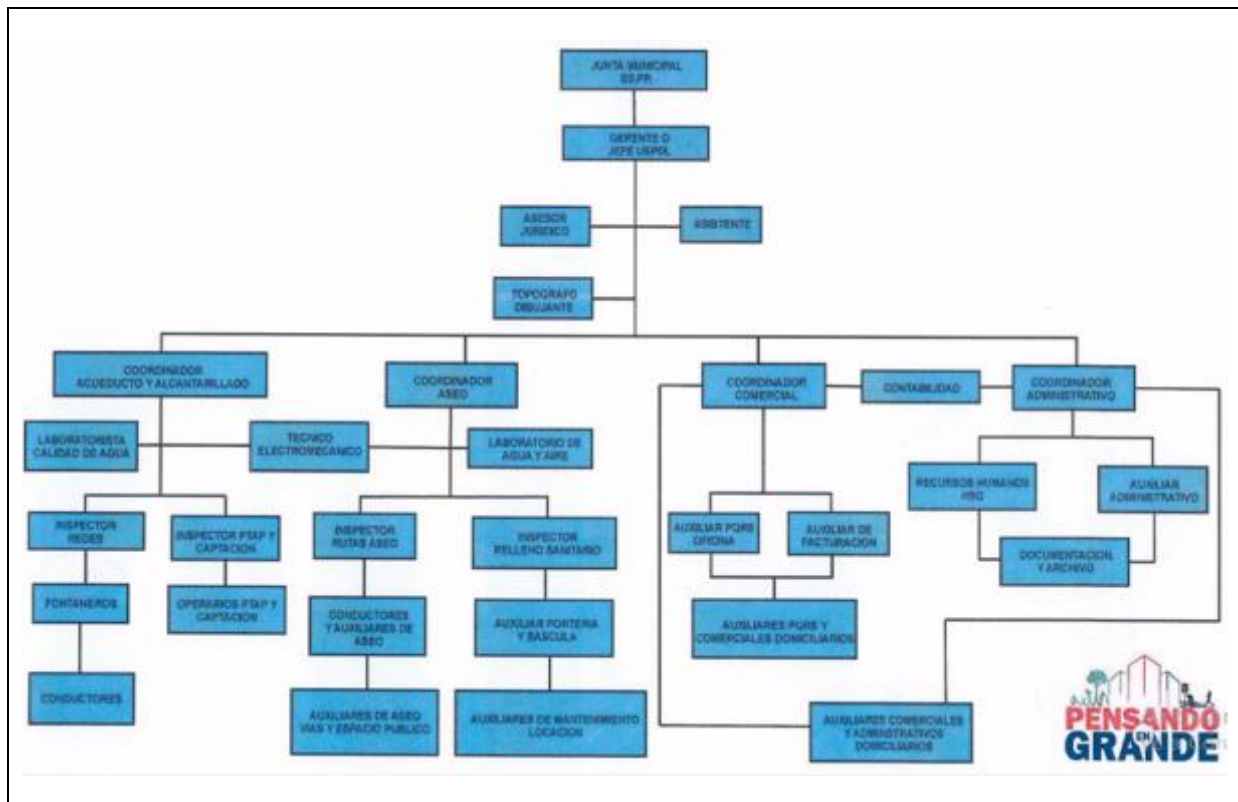 JUNTA MUNICIPAL
SS.PP.
GERENTE O
JEFE
ASESOR
JURIDICO
ASISTENTE
TOPOGRAFO
DIBUJANTE
COORDINADOR
ACUEDUCTO Y ALCANTARILLADO
COORDINADOR
ASEO
COORDINADOR
COMERCIAL
CONTABILIDAD
COORDINADOR
ADMINISTRATIVO
LABORATORISTA
CALIDAD DE AGUA
TECNICO
ELECTROMECANICO
LABORATORIO DE
AGUA Y AIRE
RECURSOS HUMANOS
AUXILIAR
ADMINISTRATIVO
INSPECTOR
REDES
INSPECTOR PTAP Y
CAPTACION
INSPECTOR
RUTAS ASEO
INSPECTOR
RELLENO SANITARIO
AUXILIAR PQRS
OFICINA
AUXILIAR DE
FACTURACION
DOCUMENTACION
Y ARCHIVO
FONTANEROS
OPERARIOS PTAP Y
CAPTACION
CONDUCTORES
Y AUXILIARES DE
ASEO
AUXILIAR PORTERIA
Y BASCULA
AUXILIARES PQRS Y
COMERCIALES DOMICILIARIOS
CONDUCTORES
AUXILIARES DE ASEO
VIAS Y ESPACIO PUBLICO
AUXILIARES DE MANTENIMIENTO
LOCACION
AUXILIARES COMERCIALES
Y ADMINISTRATIVOS
DOMICILIARIOS
PENSANDO
EN
GRANDE